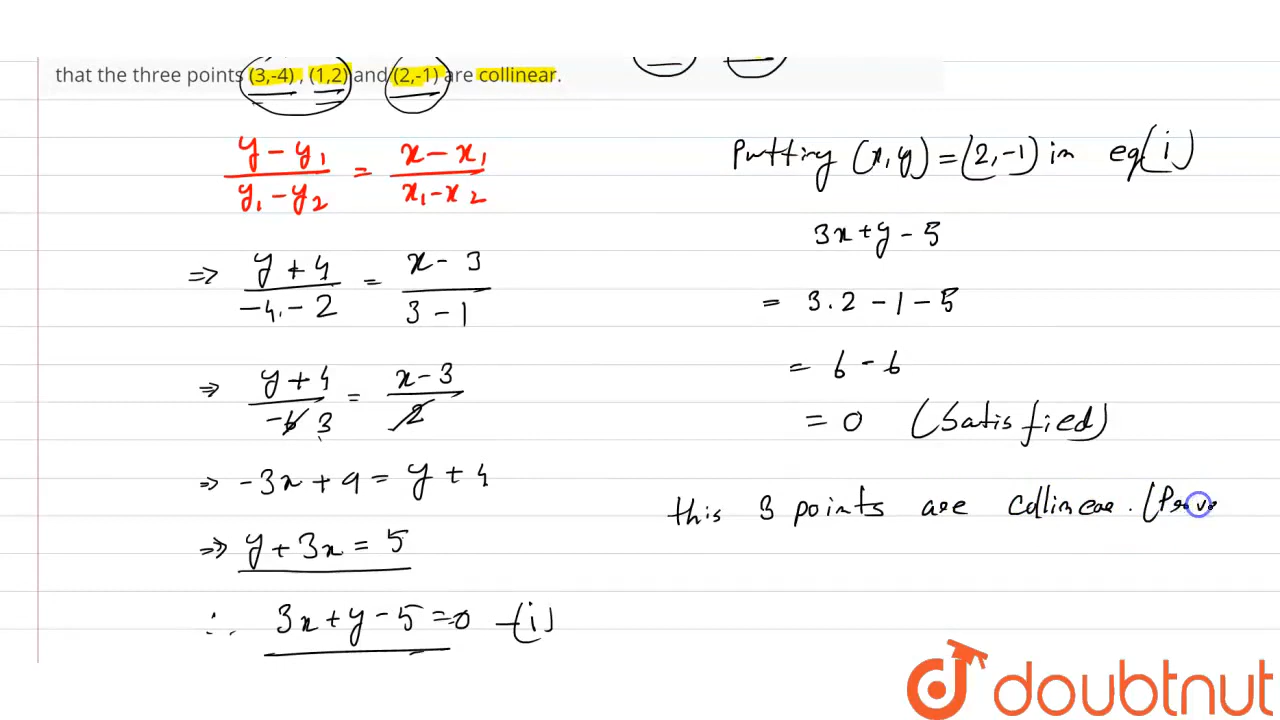 that the three points (3,-4) , (1,2) and (2,-1) are collinear.
y - y1 / y1 - y2 = x - x1 / x1 - x2
⇒ y + 4 / -4 - 2 = x - 3 / 3 - 1
⇒ y + 4 / -6 3 = x - 3 / 2
⇒ -3x + 9 = y + 4
⇒ y + 3x = 5
∴ 3x + y - 5 = 0 -(i)
Putting (x,y) = (2,-1) in eq(i)
3x + y - 5
= 3.2 - 1 - 5
= 6 - 6
= 0 (Satisfied)
this 3 points are collinear. (Prove
doubtnut